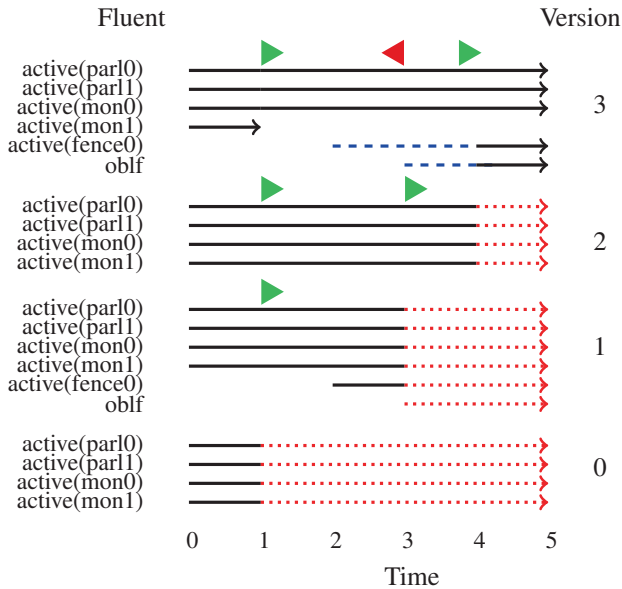 Fluent Version
active(parl0)
active(parl1)
active(mon0) 3
active(mon1)
active(fence0)
oblf
active(parl0)
active(parl1)
active(mon0) 2
active(mon1)
active(parl0)
active(parl1)
active(mon0) 1
active(mon1)
active(fence0)
oblf
active(parl0)
active(parl1) 0
active(mon0)
active(mon1)
0 1 2 3 4 5
Time